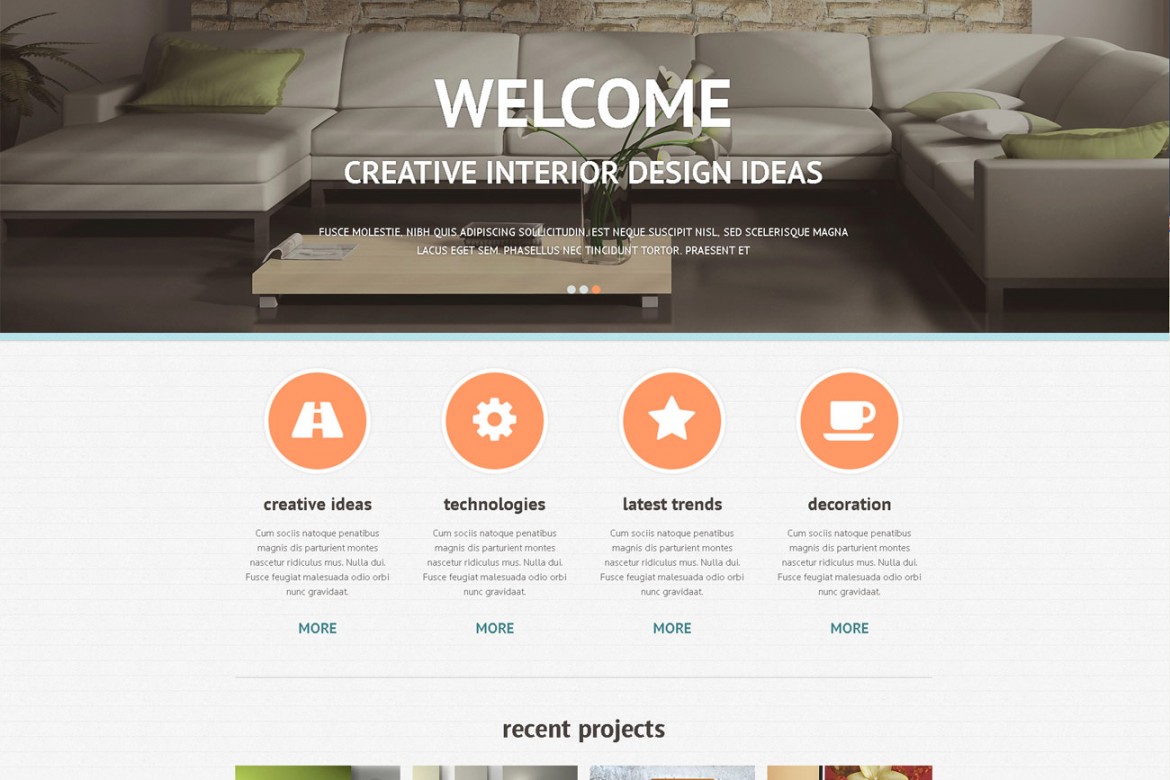 WELCOME
CREATIVE INTERIOR DESIGN IDEAS
FUSCE MOLESTIE, NIBH QUIS ADIPISCING SOLLICITUDIN, EST NEQUE SUSCIPIT NISL, SED SCELERISQUE MAGNA
LACUS EGET SEM. PHASELLUS NEC TINCIDUNT TORTOR. PRAESENT ET
creative ideas
Cum sociis natoque penatibus
magnis dis parturient montes
nascetur ridiculus mus. Nulla dui.
Fusce feugiat malesuada odio orbi
nunc gravidaat.
MORE
technologies
Cum sociis natoque penatibus
magnis dis parturient montes
nascetur ridiculus mus. Nulla dui.
Fusce feugiat malesuada odio orbi
nunc gravidaat.
MORE
latest trends
Cum sociis natoque penatibus
magnis dis parturient montes
nascetur ridiculus mus. Nulla dui.
Fusce feugiat malesuada odio orbi
nunc gravidaat.
MORE
decoration
Cum sociis natoque penatibus
magnis dis parturient montes
nascetur ridiculus mus. Nulla dui.
Fusce feugiat malesuada odio orbi
nunc gravidaat.
MORE
recent projects